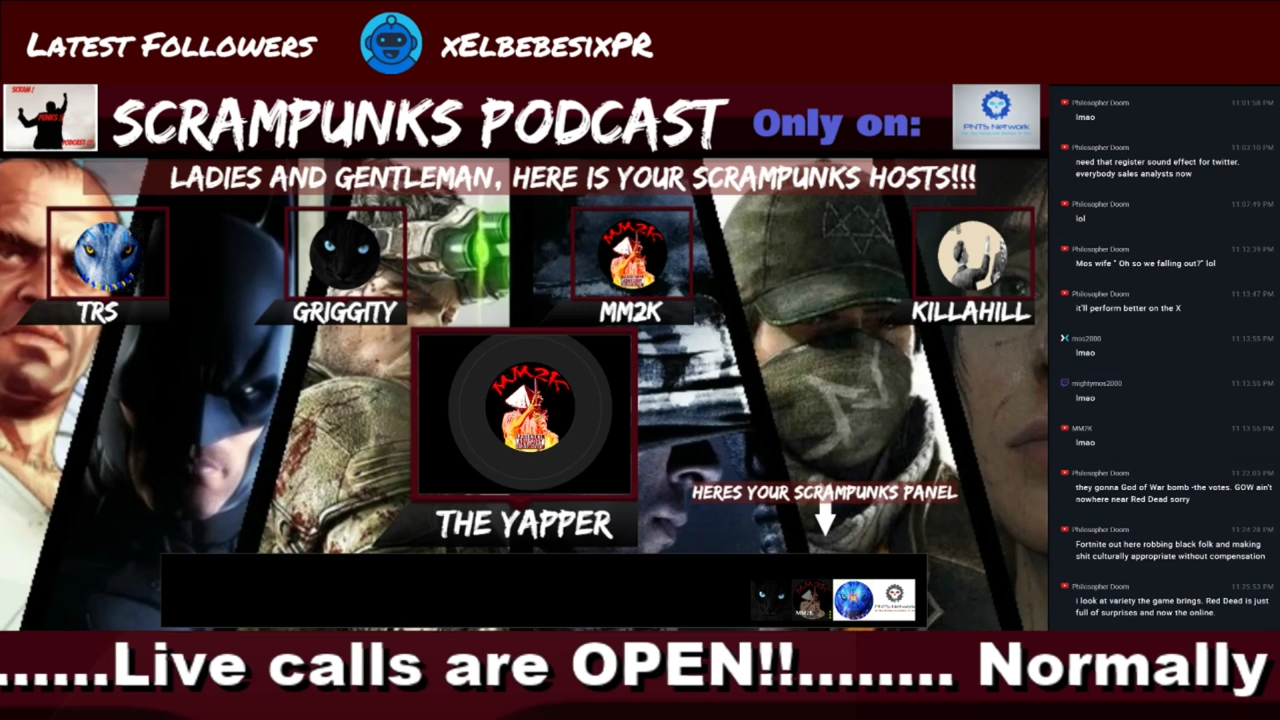 LATEST FOLLOWERS
xElbebesixPR
SCRAM!
PUNKS
PODCAST
SCRAMPUNKS PODCAST
Only on:
PNTS Network
LADIES AND GENTLEMAN, HERE IS YOUR SCRAMPUNKS HOSTS!!!
TRS
GRIGGITY
MM2K
MM2K
KILLAHILL
MM2K
THE YAPPER
HERES YOUR SCRAMPUNKS PANEL
MM2K
PNTS Network
Philosopher Doom 11:01:58 PM
lmao
Philosopher Doom 11:03:10 PM
need that register sound effect for twitter.
everybody sales analysts now
Philosopher Doom 11:07:49 PM
lol
Philosopher Doom 11:12:39 PM
Mos wife " Oh so we falling out?" lol
Philosopher Doom 11:13:47 PM
it'll perform better on the X
mos2000 11:13:55 PM
lmao
mightymos2000 11:13:55 PM
lmao
MM2K 11:13:55 PM
lmao
Philosopher Doom 11:22:03 PM
they gonna God of War bomb -the votes. GOW ain't
nowhere near Red Dead sorry
Philosopher Doom 11:24:28 PM
Fortnite out here robbing black folk and making
shit culturally appropriate without compensation
Philosopher Doom 11:25:53 PM
i look at variety the game brings. Red Dead is just
full of surprises and now the online.
......Live calls are OPEN!!........ Normally